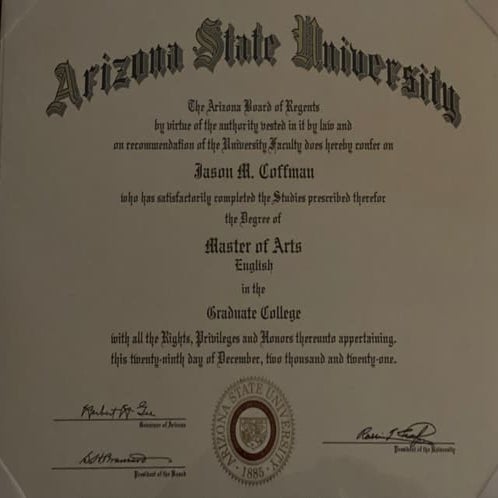 Arizona State University
The Arizona Board of Regents
by virtue of the authority vested in it by law and
on recommendation of the University Faculty does hereby confer on
Jason M. Coffman
who has satisfactorily completed the Studies prescribed therefor
the Degree of
Master of Arts
English
in the
Graduate College
with all the Rights, Privileges and Honors thereunto appertaining.
this twenty-ninth day of December, two thousand and twenty-one.
Governor of Arizona
President of the Board
ARIZONA STATE UNIVERSITY
1885
President of the University